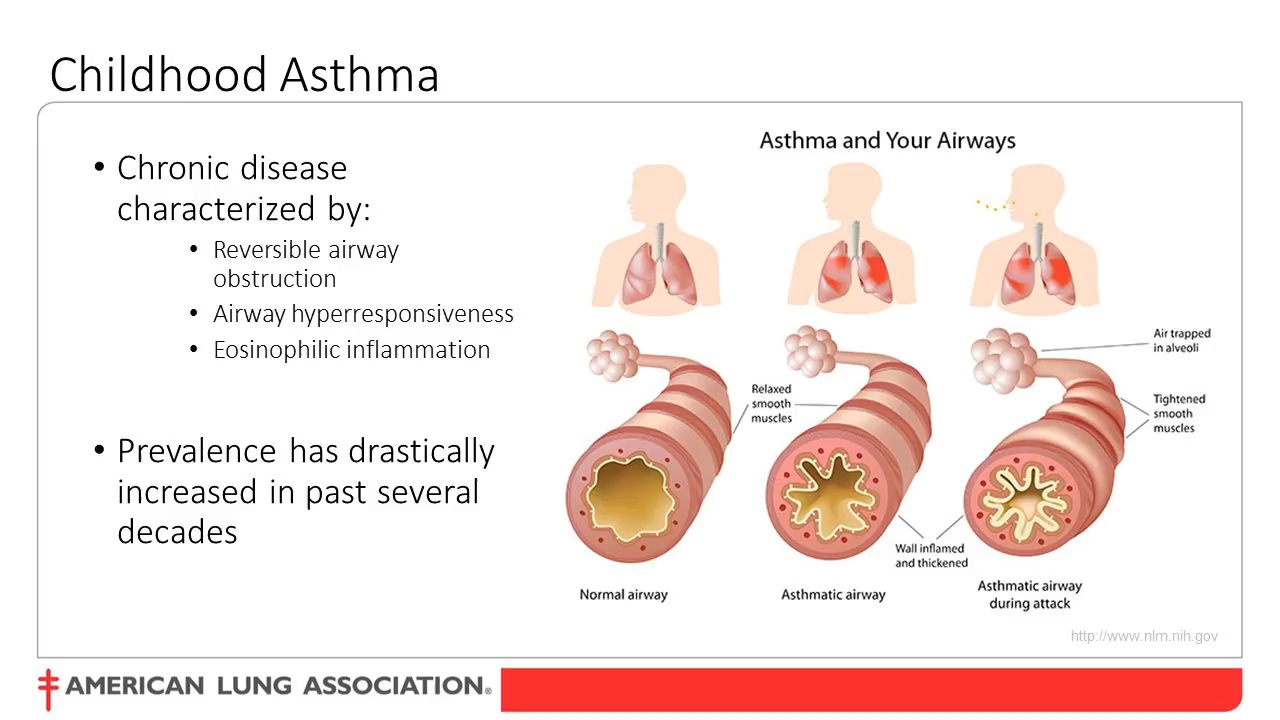 Childhood Asthma
• Chronic disease
characterized by:
• Reversible airway
obstruction
• Airway hyperresponsiveness
• Eosinophilic inflammation
• Prevalence has drastically
increased in past several
decades
Asthma and Your Airways
Air trapped
in alveoli
Relaxed
smooth
muscles
Tightened
smooth
muscles
Wall inflamed
and thickened
Normal airway
Asthmatic airway
Asthmatic airway
during attack
http://www.nlm.nih.gov
AMERICAN LUNG ASSOCIATION®